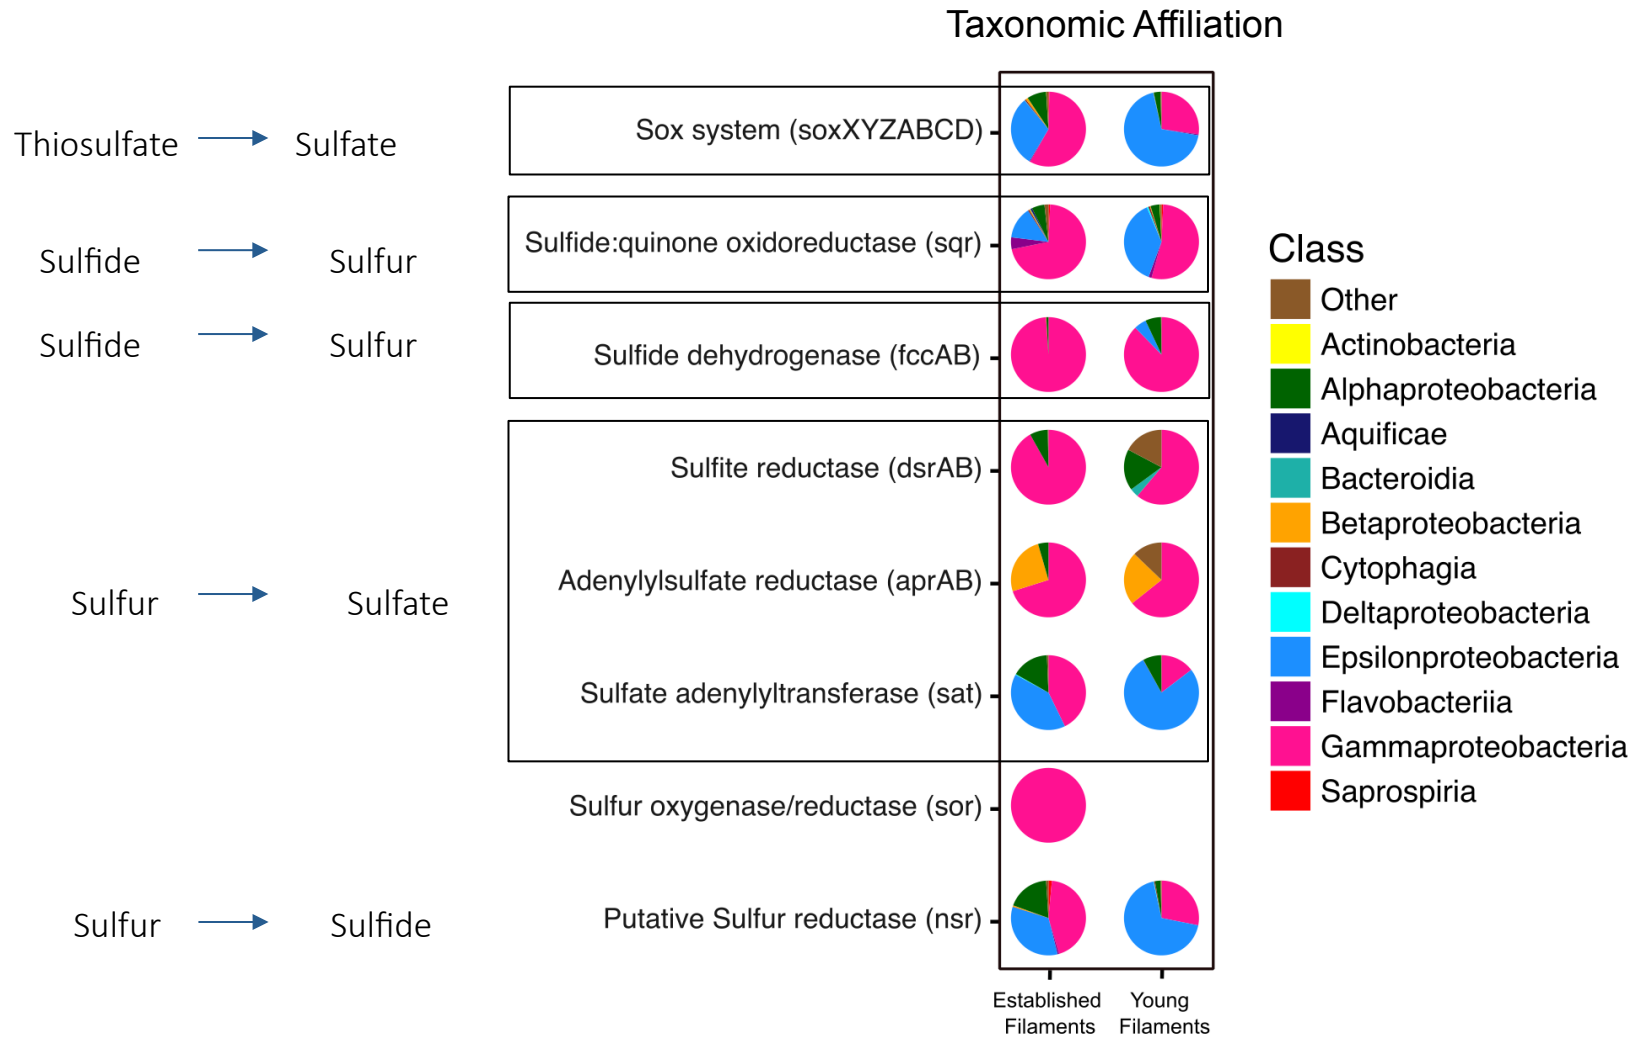 Taxonomic Affiliation
Thiosulfate
Sulfate
Sox system (soxXYZABCD)
Sulfide
Sulfur
Sulfide:quinone oxidoreductase (sqr)
Sulfide
Sulfur
Sulfide dehydrogenase (fccAB)
Sulfur
Sulfate
Sulfite reductase (dsrAB)
Adenylylsulfate reductase (aprAB)
Sulfate adenylyltransferase (sat)
Sulfur oxygenase/reductase (sor)
Sulfur
Sulfide
Putative Sulfur reductase (nsr)
Established
Filaments
Young
Filaments
Class
Other
Actinobacteria
Alphaproteobacteria
Aquificae
Bacteroidia
Betaproteobacteria
Cytophagia
Deltaproteobacteria
Epsilonproteobacteria
Flavobacteriia
Gammaproteobacteria
Saprospiria